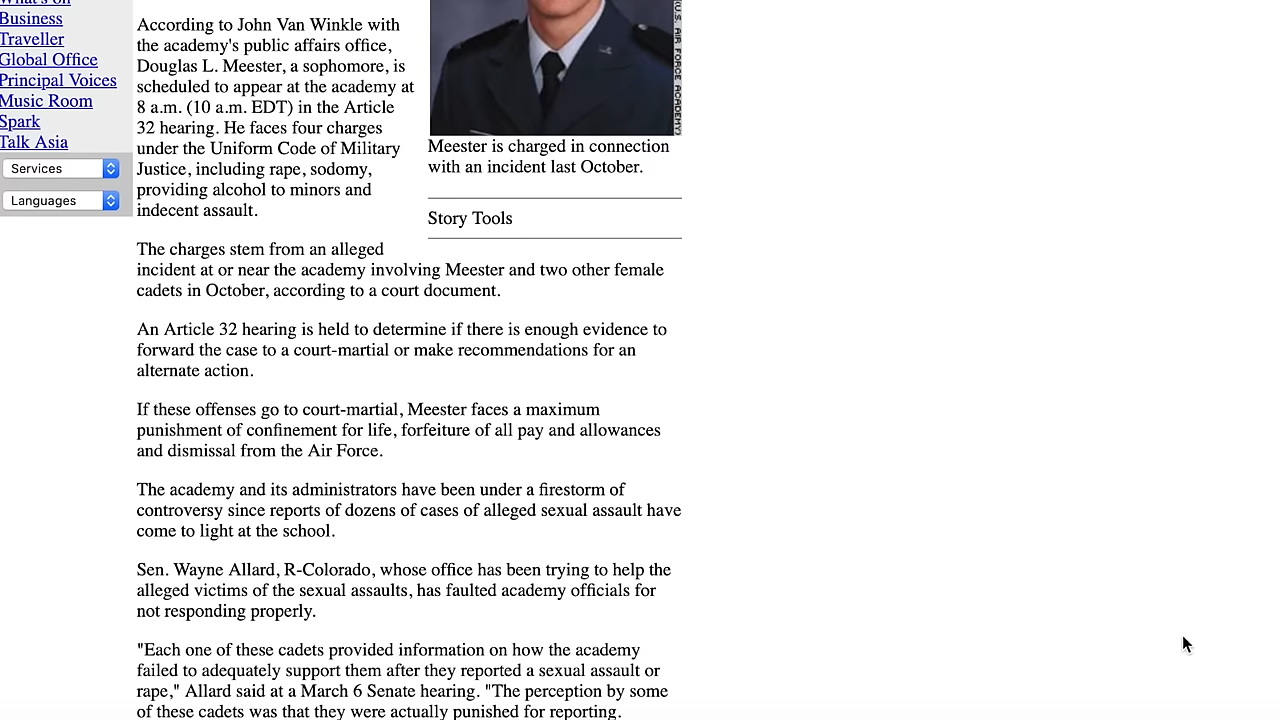 What's on
Business
Traveller
Global Office
Principal Voices
Music Room
Spark
Talk Asia
Services
Languages
According to John Van Winkle with
the academy's public affairs office,
Douglas L. Meester, a sophomore, is
scheduled to appear at the academy at
8 a.m. (10 a.m. EDT) in the Article
32 hearing. He faces four charges
under the Uniform Code of Military
Justice, including rape, sodomy,
providing alcohol to minors and
indecent assault.
(U.S. AIR FORCE ACADEMY)
Meester is charged in connection
with an incident last October.
Story Tools
The charges stem from an alleged
incident at or near the academy involving Meester and two other female
cadets in October, according to a court document.
An Article 32 hearing is held to determine if there is enough evidence to
forward the case to a court-martial or make recommendations for an
alternate action.
If these offenses go to court-martial, Meester faces a maximum
punishment of confinement for life, forfeiture of all pay and allowances
and dismissal from the Air Force.
The academy and its administrators have been under a firestorm of
controversy since reports of dozens of cases of alleged sexual assault have
come to light at the school.
Sen. Wayne Allard, R-Colorado, whose office has been trying to help the
alleged victims of the sexual assaults, has faulted academy officials for
not responding properly.
"Each one of these cadets provided information on how the academy
failed to adequately support them after they reported a sexual assault or
rape," Allard said at a March 6 Senate hearing. "The perception by some
of these cadets was that they were actually punished for reporting.